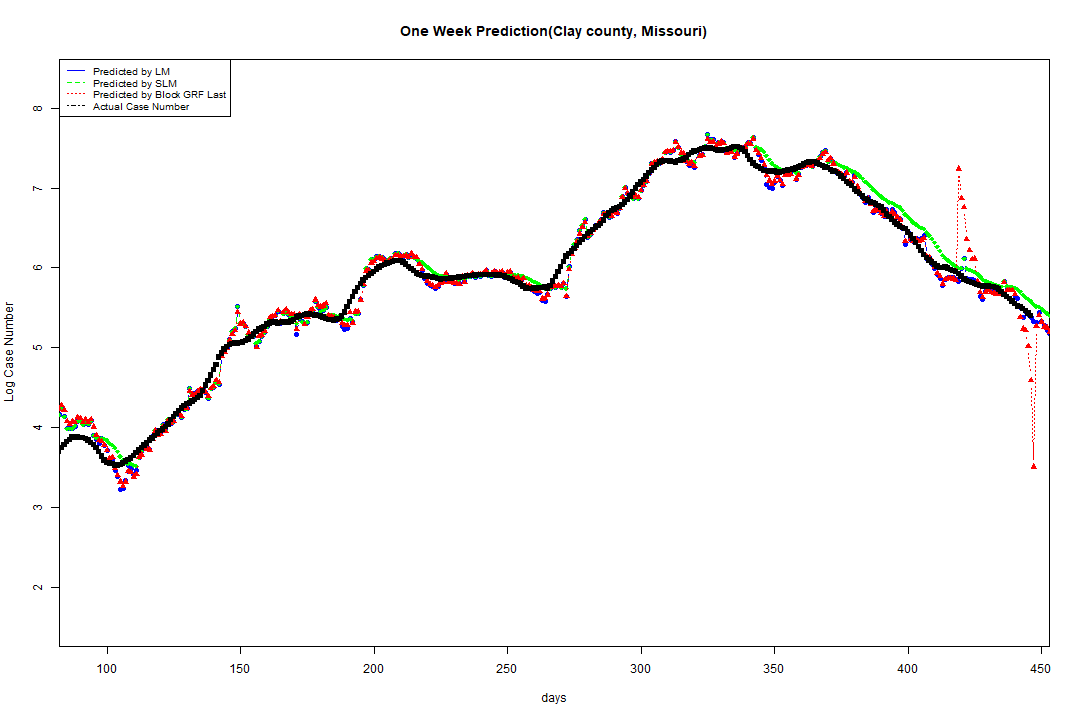 One Week Prediction(Clay county, Missouri)
Predicted by LM
Predicted by SLM
Predicted by Block GRF Last
Actual Case Number
8
7
6
5
4
3
2
Log Case Number
100 150 200 250 300 350 400 450
days